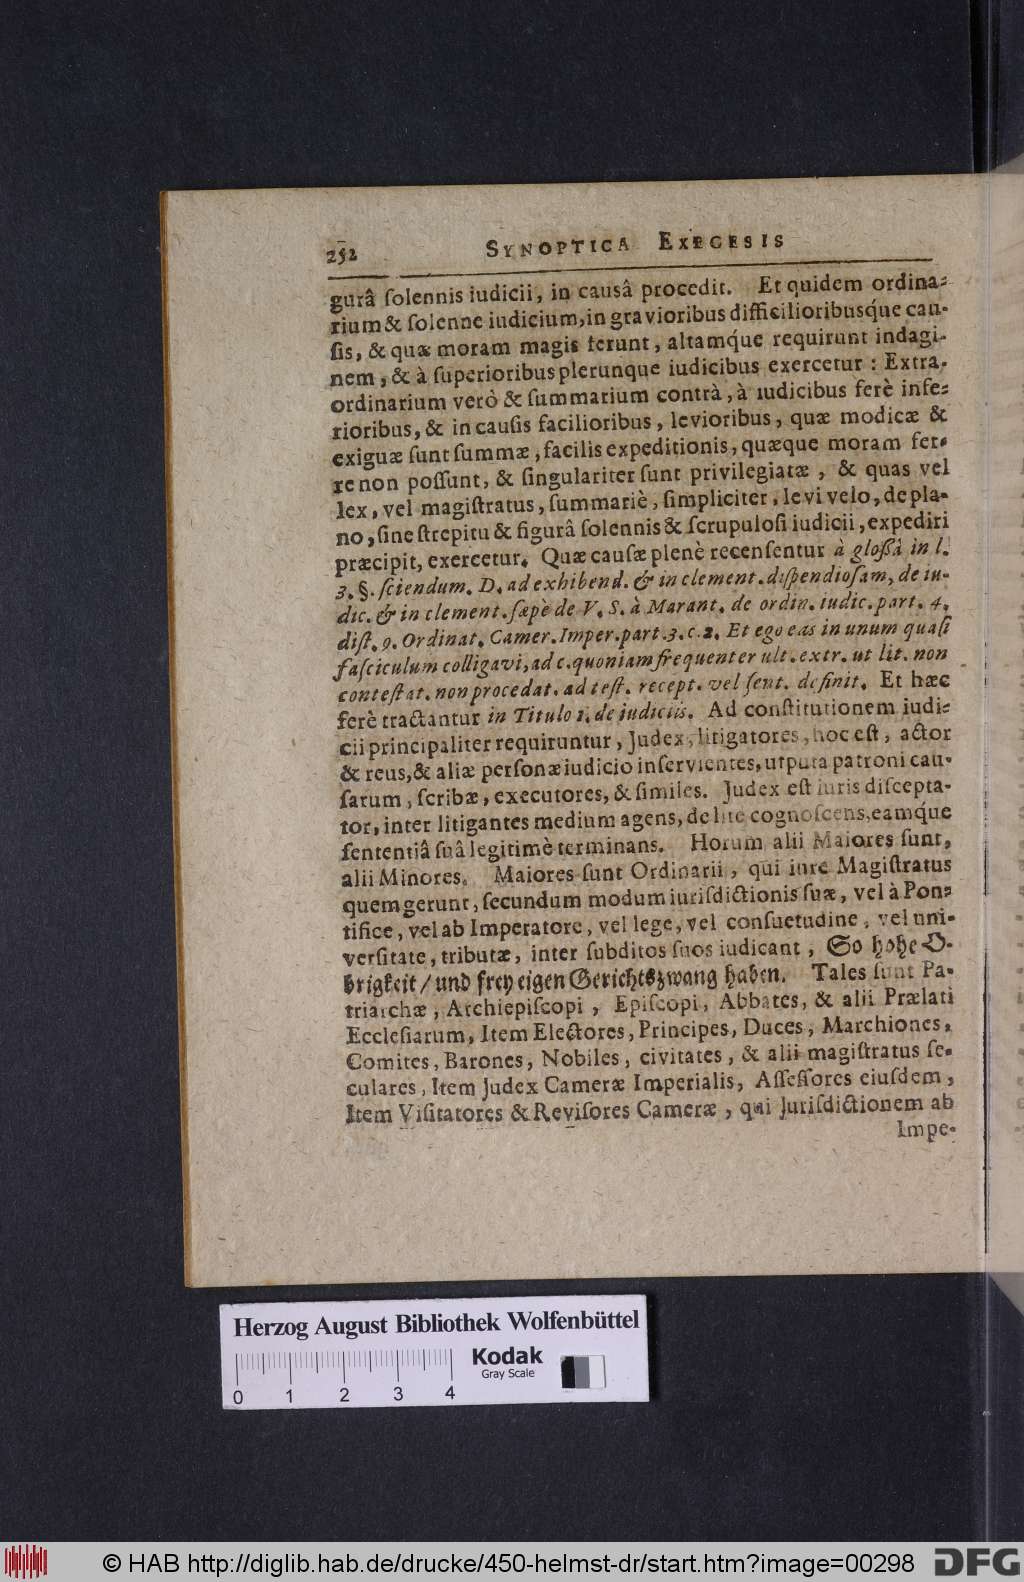 252 SYNOPTICA EXEGESIS
gurâ ſolennis iudicii, in causâ procedit. Et quidem ordina-
rium & ſolenne iudicium, in gravioribus difficilioribusq́ue cau-
ſis, & quæ moram magis ferunt, altamq́ue requirunt indagi-
nem, & à ſuperioribus plerunque iudicibus exercetur : Extra-
ordinarium verò & ſummarium contrà, à iudicibus ferè infe-
rioribus, & in cauſis facilioribus, levioribus, quæ modicæ &
exiguæ ſunt ſummæ, facilis expeditionis, quæque moram fer-
re non poſſunt, & ſingulariter ſunt privilegiatæ, & quas vel
lex, vel magiſtratus, ſummariè, ſimpliciter, levi velo, de pla-
no, ſine ſtrepitu & figurâ ſolennis & ſcrupuloſi iudicii, expediri
præcipit, exercetur. Quæ cauſæ plenè recenſentur à gloſſâ in l.
3. §. ſciendum. D. ad exhibend. & in clement. diſpendioſam, de iu-
dic. & in clement. ſæpè de V. S. à Marant. de ordin. iudic. part. 4.
diſt. 9. Ordinat. Camer. Imper. part. 3. c. 2. Et ego eas in unum quaſi
faſciculum colligavi, ad c. quoniam frequenter ult. extr. ut lit. non
conteſtat. non procedat. ad teſt. recept. vel ſent. definit. Et hæc
ferè tractantur in Titulo 1. de judiciis. Ad conſtitutionem iudi-
cii principaliter requiruntur, Judex, litigatores, hoc eſt, actor
& reus, & aliæ perſonæ iudicio inſervientes, utputa patroni cau-
ſarum, ſcribæ, executores, & ſimiles. Judex eſt iuris diſcepta-
tor, inter litigantes medium agens, de lite cognoſcens, eamq́ue
ſententiâ ſuâ legitimè terminans. Horum alii Maiores ſunt,
alii Minores. Maiores ſunt Ordinarii, qui iure Magiſtratus
quem gerunt, ſecundum modum iuriſdictionis ſuæ, vel à Pon-
tifice, vel ab Imperatore, vel lege, vel conſuetudine, vel uni-
verſitate, tributæ, inter ſubditos ſuos iudicant, So hohe O-
brigkeit / und frey eigen Gerichtszwang haben. Tales ſunt Pa-
triarchæ, Archiepiſcopi, Epiſcopi, Abbates, & alii Prælati
Eccleſiarum, Item Electores, Principes, Duces, Marchiones,
Comites, Barones, Nobiles, civitates, & alii magiſtratus ſe-
culares, Item Judex Cameræ Imperialis, Aſſeſſores eiuſdem,
Item Viſitatores & Reviſores Cameræ, qui Juriſdictionem ab
Impe-
Herzog August Bibliothek Wolfenbüttel
Kodak
Gray Scale
0 1 2 3 4
© HAB http://diglib.hab.de/drucke/450-helmst-dr/start.htm?image=00298 DFG